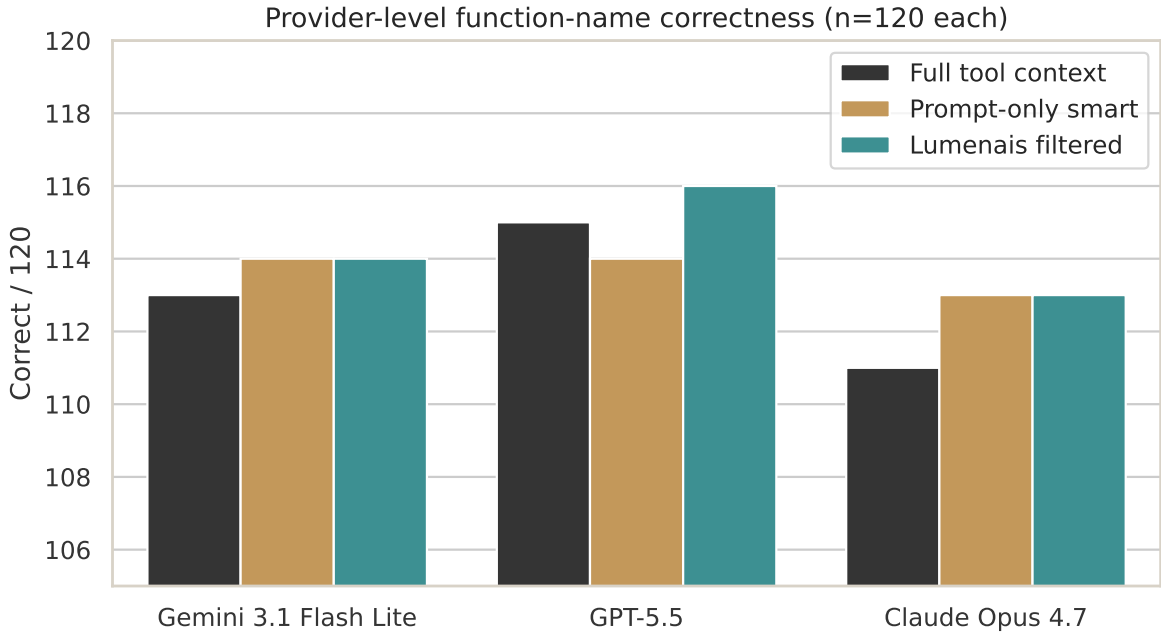 Provider-level function-name correctness (n=120 each)
120
118
116
114
112
110
108
106
Correct / 120
Full tool context
Prompt-only smart
Lumenais filtered
Gemini 3.1 Flash Lite
GPT-5.5
Claude Opus 4.7